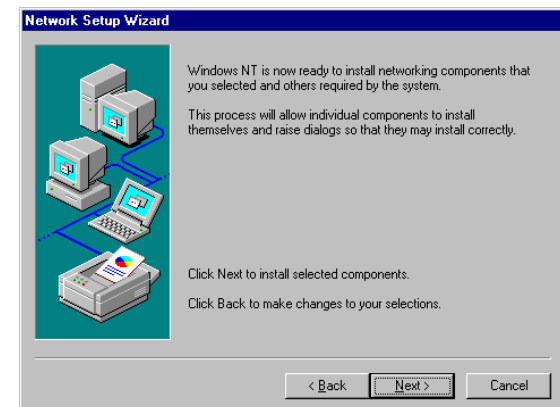 Network Setup Wizard
Windows NT is now ready to install networking components that
you selected and others required by the system.
This process will allow individual components to install
themselves and raise dialogs so that they may install correctly.
Click Next to install selected components.
Click Back to make changes to your selections.
< Back
Next >
Cancel